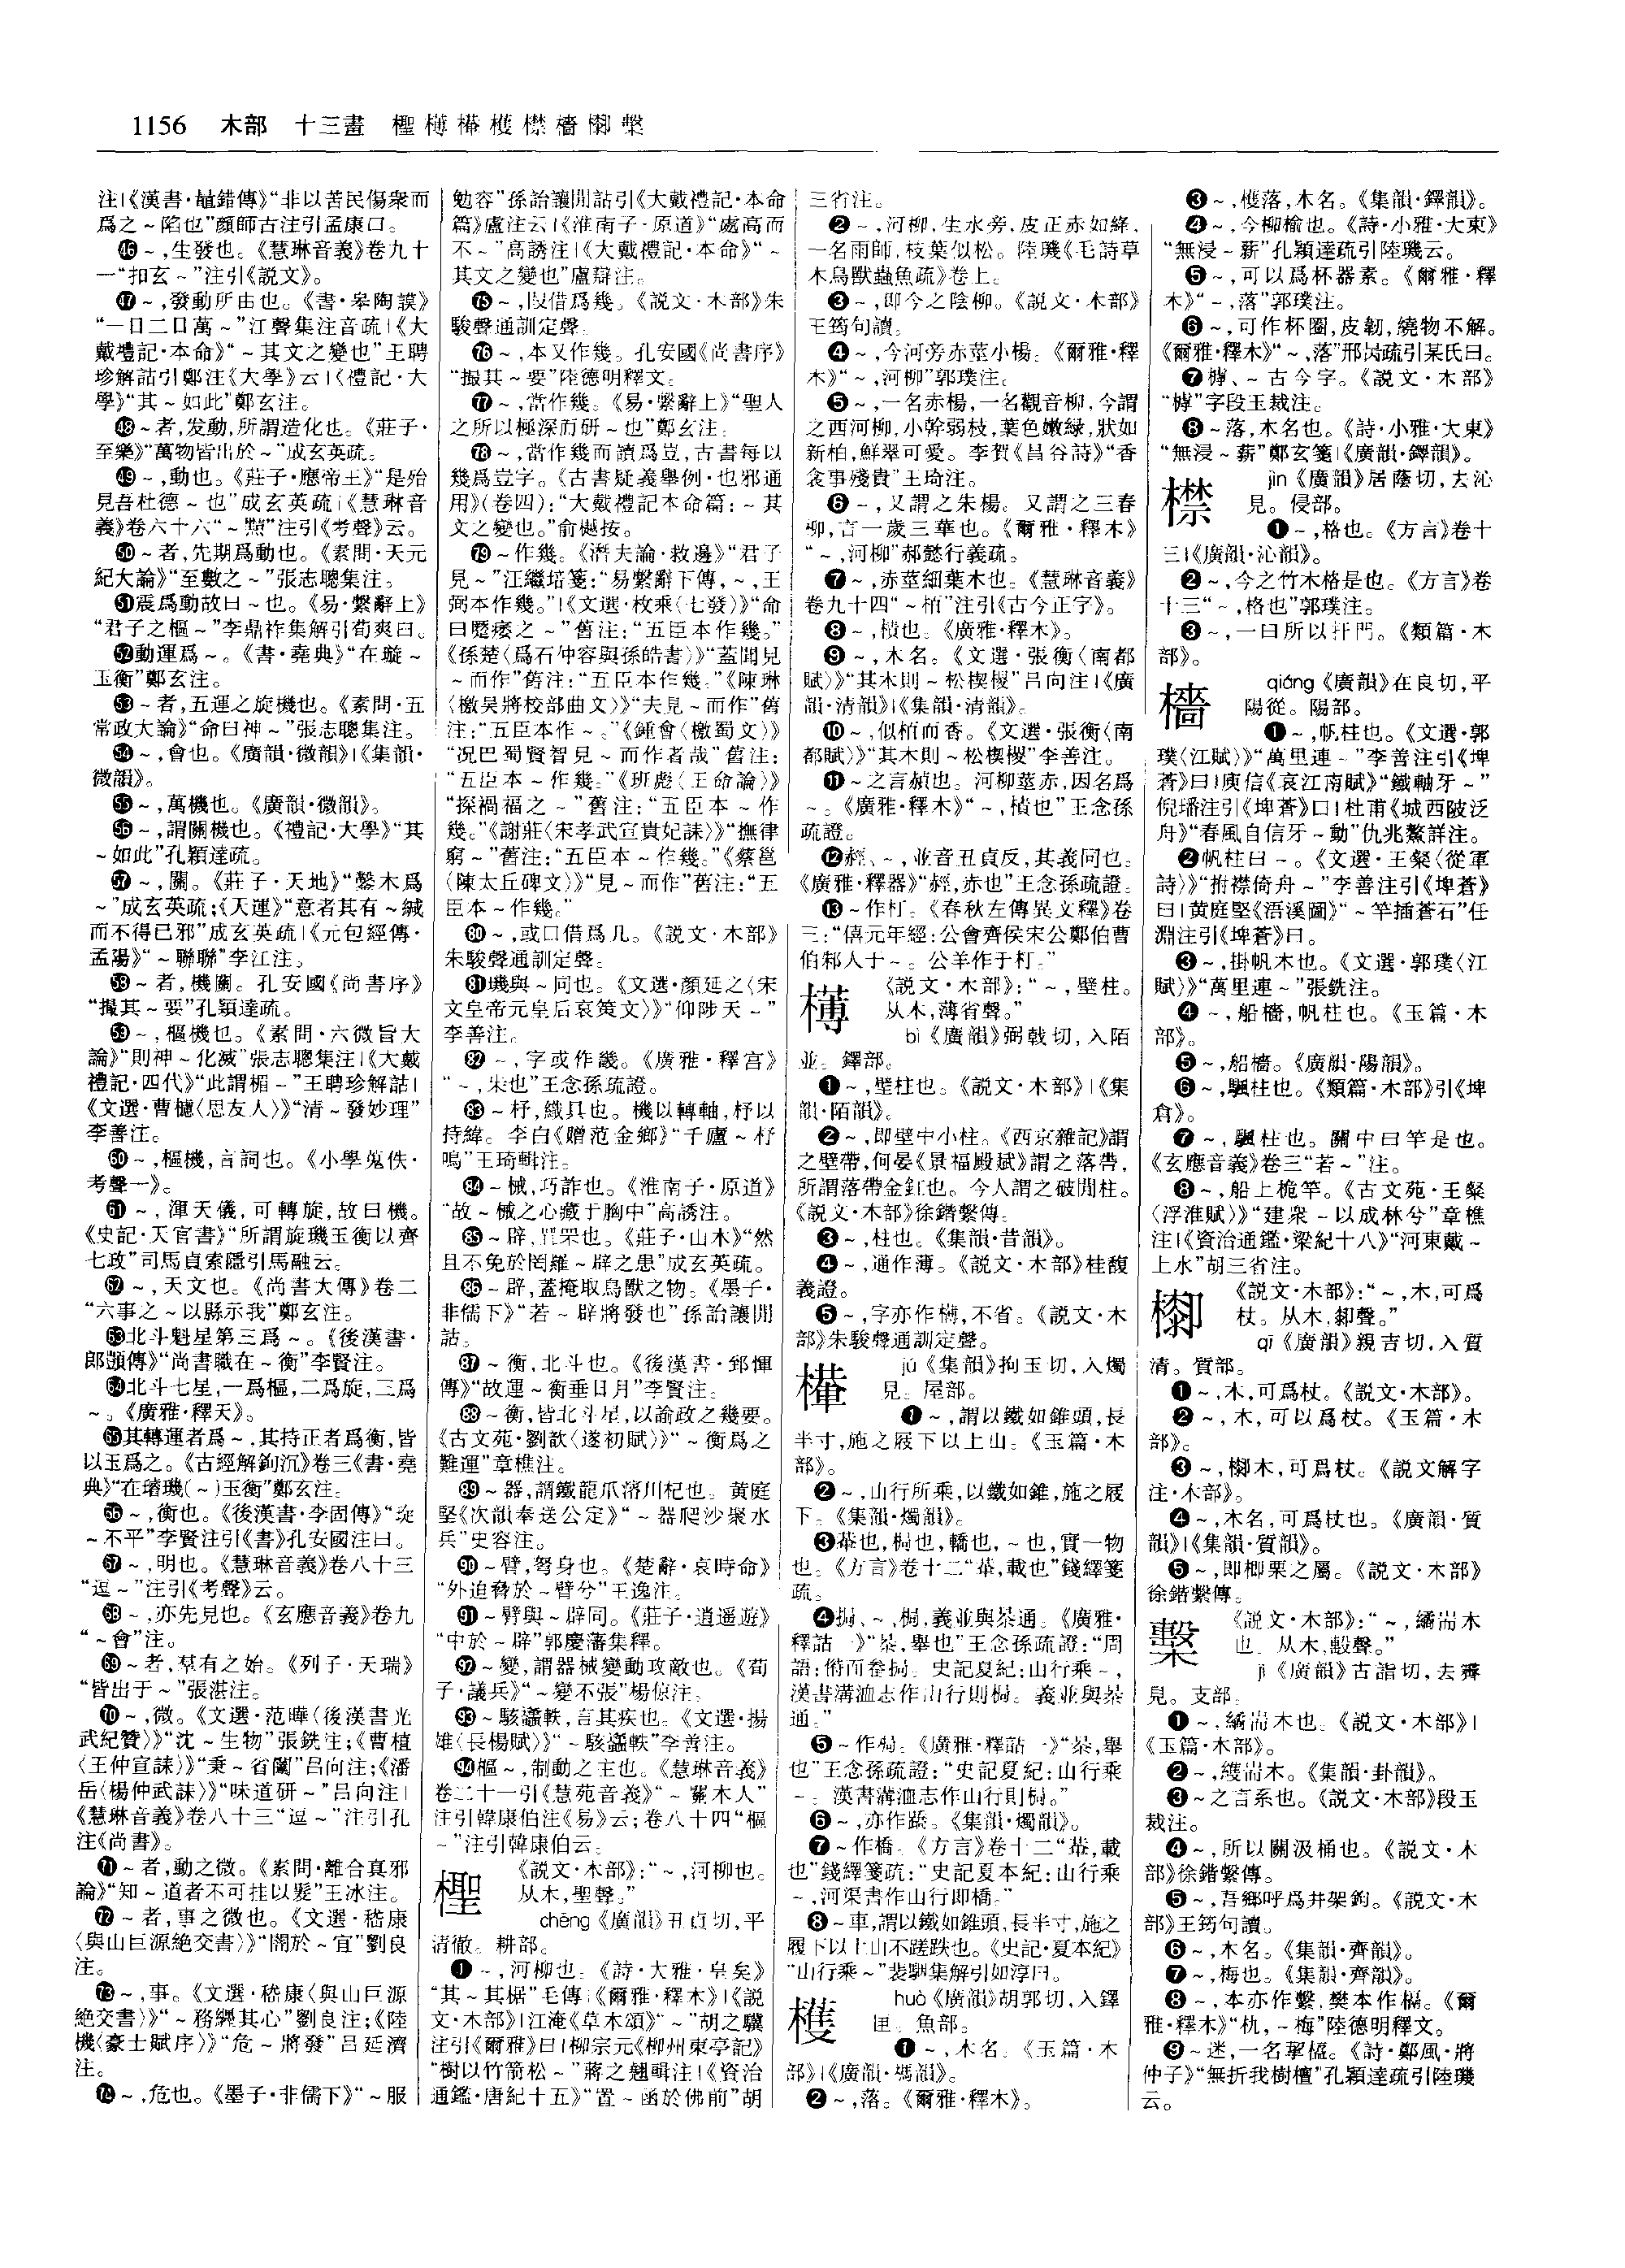 1156 木部 十三畫 檉欂檋檴檕檣㯃檕
注|《漢書·鼂錯傳》“非以苦民傷衆而
爲之～陷也”顏師古注引孟康曰。
㊻～,生發也。《慧琳音義》卷九十
一“扣玄～”注引《説文》。
㊼～,發動所由也。《書·皋陶謨》
“一日二日萬～”江聲集注音疏|《大
戴禮記·本命》“～其文之變也”王聘
珍解詁引鄭注《大學》云|《禮記·大
學》“其～如此”鄭玄注。
㊽～者,发動,所謂造化也。《莊子·
至樂》“萬物皆出於～”成玄英疏。
㊾～,動也。《莊子·應帝王》“是殆
見吾杜德～也”成玄英疏|《慧琳音
義》卷六十六“～黠”注引《考聲》云。
㊿～者,先期爲動也。《素問·天元
紀大論》“至數之～”張志聰集注。
51震爲動故曰～也。《易·繫辭上》
“君子之樞～”李鼎祚集解引荀爽曰。
52動運爲～。《書·堯典》“在璇～
玉衡”鄭玄注。
53～者,五運之旋機也。《素問·五
常政大論》“命曰神～”張志聰集注。
54～,會也。《廣韻·微韻》|《集韻·
微韻》。
55～,萬機也。《廣韻·微韻》。
56～,謂關機也。《禮記·大學》“其
～如此”孔穎達疏。
57～,關。《莊子·天地》“鑿木爲
～”成玄英疏;《天運》“意者其有～緘
而不得已邪”成玄英疏|《元包經傳·
孟陽》“～聯聯”李江注。
58～者,機關。孔安國《尚書序》
“撮其～要”孔穎達疏。
59～,樞機也。《素問·六微旨大
論》“則神～化滅”張志聰集注|《大戴
禮記·四代》“此謂楣～”王聘珍解詁|
《文選·曹攄〈思友人〉》“清～發妙理”
李善注。
60～,樞機,言詞也。《小學蒐佚·
考聲一》。
61～,渾天儀,可轉旋,故曰機。
《史記·天官書》“所謂旋璣玉衡以齊
七政”司馬貞索隱引馬融云。
62～,天文也。《尚書大傳》卷二
“六事之～以縣示我”鄭玄注。
63北斗魁星第三爲～。《後漢書·
郎顗傳》“尚書職在～衡”李賢注。
64北斗七星,一爲樞,二爲旋,三爲
～。《廣雅·釋天》。
65其轉運者爲～,其持正者爲衡,皆
以玉爲之。《古經解鉤沉》卷三《書·堯
典》“在璿璣(～)玉衡”鄭玄注。
66～,衡也。《後漢書·李固傳》“旋
～不平”李賢注引《書》孔安國注曰。
67～,明也。《慧琳音義》卷八十三
“逗～”注引《考聲》云。
68～,亦先見也。《玄應音義》卷九
“～會”注。
69～者,羣有之始。《列子·天瑞》
“皆出于～”張湛注。
70～,微。《文選·范曄〈後漢書光
武紀贊〉》“沈～生物”張銑注;《曹植
〈王仲宣誄〉》“秉～省闥”吕向注;《潘
岳〈楊仲武誄〉》“味道研～”吕向注|
《慧琳音義》卷八十三“逗～”注引孔
注《尚書》。
71～者,動之微。《素問·離合真邪
論》“知～道者不可挂以髮”王冰注。
72～者,事之微也。《文選·嵇康
〈與山巨源絶交書〉》“闇於～宜”劉良
注。
73～,事。《文選·嵇康〈與山巨源
絶交書〉》“～務纏其心”劉良注;《陸
機〈豪士賦序〉》“危～將發”吕延濟
注。
74～,危也。《墨子·非儒下》“～服
勉容”孫詒讓閒詁引《大戴禮記·本命
篇》盧注云|《淮南子·原道》“處高而
不～”高誘注|《大戴禮記·本命》“～
其文之變也”盧辯注。
75～,叚借爲幾。《説文·木部》朱
駿聲通訓定聲。
76～,本又作幾。孔安國《尚書序》
“撮其～要”陸德明釋文。
77～,當作幾。《易·繫辭上》“聖人
之所以極深而研～也”鄭玄注。
78～,當作幾而讀爲豈,古書每以
幾爲豈字。《古書疑義舉例·也邪通
用》(卷四):“大戴禮記本命篇:～其
文之變也。”俞樾按。
79～作幾。《潛夫論·救邊》“君子
見～”江繼培箋:“易繫辭下傳,～,王
弼本作幾。”|《文選·枚乘〈七發〉》“命
曰蹷痿之～”舊注:“五臣本作幾。”
《孫楚〈爲石仲容與孫皓書〉》“蓋聞見
～而作”舊注:“五臣本作幾。”《陳琳
〈檄吴將校部曲文〉》“夫見～而作”舊
注:“五臣本作～。”《鍾會〈檄蜀文〉》
“况巴蜀賢智見～而作者哉”舊注:
“五臣本～作幾。”《班彪〈王命論〉》
“探禍福之～”舊注:“五臣本～作
幾。”《謝莊〈宋孝武宣貴妃誄〉》“撫律
窮～”舊注:“五臣本～作幾。”《蔡邕
〈陳太丘碑文〉》“見～而作”舊注:“五
臣本～作幾。”
80～,或曰借爲几。《説文·木部》
朱駿聲通訓定聲。
81璣與～同也。《文選·顔延之〈宋
文皇帝元皇后哀策文〉》“仰陟天～”
李善注。
82～,字或作畿。《廣雅·釋宫》
“～,朱也”王念孫疏證。
83～杼,織具也。機以轉軸,杼以
持緯。李白《贈范金鄉》“千廬～杼
鳴”王琦輯注。
84～械,巧詐也。《淮南子·原道》
“故～械之心藏于胸中”高誘注。
85～辟,罝罘也。《莊子·山木》“然
且不免於罔羅～辟之患”成玄英疏。
86～辟,蓋掩取鳥獸之物。《墨子·
非儒下》“若～辟將發也”孫詒讓閒
詁。
87～衡,北斗也。《後漢書·郅惲
傳》“故運～衡垂日月”李賢注。
88～衡,皆北斗星,以諭政之幾要。
《古文苑·劉歆〈遂初賦〉》“～衡爲之
難運”章樵注。
89～器,謂鐵龍爪濬川杷也。黄庭
堅《次韻奉送公定》“～器爬沙聚水
兵”史容注。
90～臂,弩身也。《楚辭·哀時命》
“外迫脅於～臂兮”王逸注。
91～臂與～辟同。《莊子·逍遥遊》
“中於～辟”郭慶藩集釋。
92～變,謂器械變動攻敵也。《荀
子·議兵》“～變不張”楊倞注。
93～駭蠭軼,言其疾也。《文選·揚
雄〈長楊賦〉》“～駭蠭軼”李善注。
94樞～,制動之主也。《慧琳音義》
卷二十一引《慧苑音義》“～關木人”
注引韓康伯注《易》云;卷八十四“樞
～”注引韓康伯云。
檉
《説文·木部》:“～,河柳也。
从木,聖聲。”
chēng《廣韻》丑貞切,平
清徹。耕部。
❶～,河柳也。《詩·大雅·皇矣》
“其～其椐”毛傳|《爾雅·釋木》|《説
文·木部》|江淹《草木頌》“～”胡之驥
注引《爾雅》曰|柳宗元《柳州東亭記》
“樹以竹箭松～”蔣之翹輯注|《資治
通鑑·唐紀十五》“置～函於佛前”胡
三省注。
❷～,河柳,生水旁,皮正赤如絳,
一名雨師,枝葉似松。陸璣《毛詩草
木鳥獸蟲魚疏》卷上。
❸～,即今之陰柳。《説文·木部》
王筠句讀。
❹～,今河旁赤莖小楊。《爾雅·釋
木》“～,河柳”郭璞注。
❺～,一名赤楊,一名觀音柳,今謂
之西河柳,小幹弱枝,葉色嫩緑,狀如
新柏,鮮翠可愛。李賀《昌谷詩》“香
衾事殘貴”王琦注。
❻～,又謂之朱楊。又謂之三春
柳,言一歲三華也。《爾雅·釋木》
“～,河柳”郝懿行義疏。
❼～,赤莖細葉木也。《慧琳音義》
卷九十四“～栢”注引《古今正字》。
❽～,樌也。《廣雅·釋木》。
❾～,木名。《文選·張衡〈南都
賦〉》“其木則～松楔㮨”吕向注|《廣
韻·清韻》|《集韻·清韻》。
❿～,似栢而香。《文選·張衡〈南
都賦〉》“其木則～松楔㮨”李善注。
⓫～之言赬也。河柳莖赤,因名爲
～。《廣雅·釋木》“～,楨也”王念孫
疏證。
⓬䞓、～,並音丑貞反,其義同也。
《廣雅·釋器》“䞓,赤也”王念孫疏證。
⓭～作朾。《春秋左傳異文釋》卷
三:“僖元年經:公會齊侯宋公鄭伯曹
伯邾人于～。公羊作于朾。”
欂
《説文·木部》:“～,壁柱。
从木,薄省聲。”
bì《廣韻》弼戟切,入陌
並。鐸部。
❶～,壁柱也。《説文·木部》|《集
韻·陌韻》。
❷～,即壁中小柱。《西京雜記》謂
之壁帶,何晏《景福殿賦》謂之落帶,
所謂落帶金釭也。今人謂之破間柱。
《説文·木部》徐鍇繫傳。
❸～,柱也。《集韻·昔韻》。
❹～,通作薄。《説文·木部》桂馥
義證。
❺～,字亦作欂,不省。《説文·木
部》朱駿聲通訓定聲。
檋
jú《集韻》拘玉切,入燭
見。屋部。
❶～,謂以鐵如錐頭,長
半寸,施之屐下以上山。《玉篇·木
部》。
❷～,山行所乘,以鐵如錐,施之屐
下。《集韻·燭韻》。
❸輂也,梮也,轎也,～也,實一物
也。《方言》卷十二“輂,載也”錢繹箋
疏。
❹挶、～,梮,義並與㭟通。《廣雅·
釋詁一》“㭟,舉也”王念孫疏證:“周
語:偫而畚挶。史記夏紀:山行乘～,
漢書溝洫志作山行則梮。義並與㭟
通。”
❺～作梮。《廣雅·釋詁一》“㭟,舉
也”王念孫疏證:“史記夏紀:山行乘
～。漢書溝洫志作山行則梮。”
❻～,亦作蹻。《集韻·燭韻》。
❼～作橋。《方言》卷十二“輂,載
也”錢繹箋疏:“史記夏本紀:山行乘
～,河渠書作山行即橋。”
❽～車,謂以鐵如錐頭,長半寸,施之
履下以上山不蹉跌也。《史記·夏本紀》
“山行乘～”裴駰集解引如淳曰。
檴
huò《廣韻》胡郭切,入鐸
匣。魚部。
❶～,木名。《玉篇·木
部》|《廣韻·禡韻》。
❷～,落。《爾雅·釋木》。
❸～,檴落,木名。《集韻·鐸韻》。
❹～,今柳榆也。《詩·小雅·大東》
“無浸～薪”孔穎達疏引陸璣云。
❺～,可以爲杯器素。《爾雅·釋
木》“～,落”郭璞注。
❻～,可作杯圈,皮韌,繞物不解。
《爾雅·釋木》“～,落”邢昺疏引某氏曰。
❼樗、～古今字。《説文·木部》
“樗”字段玉裁注。
❽～落,木名也。《詩·小雅·大東》
“無浸～薪”鄭玄箋|《廣韻·鐸韻》。
㯲
jìn《廣韻》居蔭切,去沁
見。侵部。
❶～,格也。《方言》卷十
三|《廣韻·沁韻》。
❷～,今之竹木格是也。《方言》卷
十三“～,格也”郭璞注。
❸～,一曰所以扞門。《類篇·木
部》。
檣
qiáng《廣韻》在良切,平
陽從。陽部。
❶～,帆柱也。《文選·郭
璞〈江賦〉》“萬里連～”李善注引《埤
蒼》曰|庾信《哀江南賦》“鐵軸牙～”
倪璠注引《埤蒼》曰|杜甫《城西陂泛
舟》“春風自信牙～動”仇兆鰲詳注。
❷帆柱曰～。《文選·王粲〈從軍
詩〉》“拊襟倚舟～”李善注引《埤蒼》
曰|黄庭堅《浯溪圖》“～竿插蒼石”任
淵注引《埤蒼》曰。
❸～,掛帆木也。《文選·郭璞〈江
賦〉》“萬里連～”張銑注。
❹～,船檣,帆柱也。《玉篇·木
部》。
❺～,船檣。《廣韻·陽韻》。
❻～,颿柱也。《類篇·木部》引《埤
倉》。
❼～,颿柱也。關中曰竿是也。
《玄應音義》卷三“若～”注。
❽～,船上桅竿。《古文苑·王粲
〈浮淮賦〉》“建衆～以成林兮”章樵
注|《資治通鑑·梁紀十八》“河東戴～
上水”胡三省注。
㯃
《説文·木部》:“～,木,可爲
杖。从木,厀聲。”
qī《廣韻》親吉切,入質
清。質部。
❶～,木,可爲杖。《説文·木部》。
❷～,木,可以爲杖。《玉篇·木
部》。
❸～,㯃木,可爲杖。《説文解字
注·木部》。
❹～,木名,可爲杖也。《廣韻·質
韻》|《集韻·質韻》。
❺～,即楖栗之屬。《説文·木部》
徐鍇繫傳。
檕
《説文·木部》:“～,繘耑木
也。从木,毄聲。”
jì《廣韻》古詣切,去霽
見。支部。
❶～,繘耑木也。《説文·木部》|
《玉篇·木部》。
❷～,繘耑木。《集韻·卦韻》。
❸～之言系也。《説文·木部》段玉
裁注。
❹～,所以關汲桶也。《説文·木
部》徐鍇繫傳。
❺～,吾鄉呼爲井架鉤。《説文·木
部》王筠句讀。
❻～,木名。《集韻·齊韻》。
❼～,梅也。《集韻·齊韻》。
❽～,本亦作繫,樊本作槅。《爾
雅·釋木》“朹,～梅”陸德明釋文。
❾～迷,一名挈橀。《詩·鄭風·將
仲子》“無折我樹檀”孔穎達疏引陸璣
云。